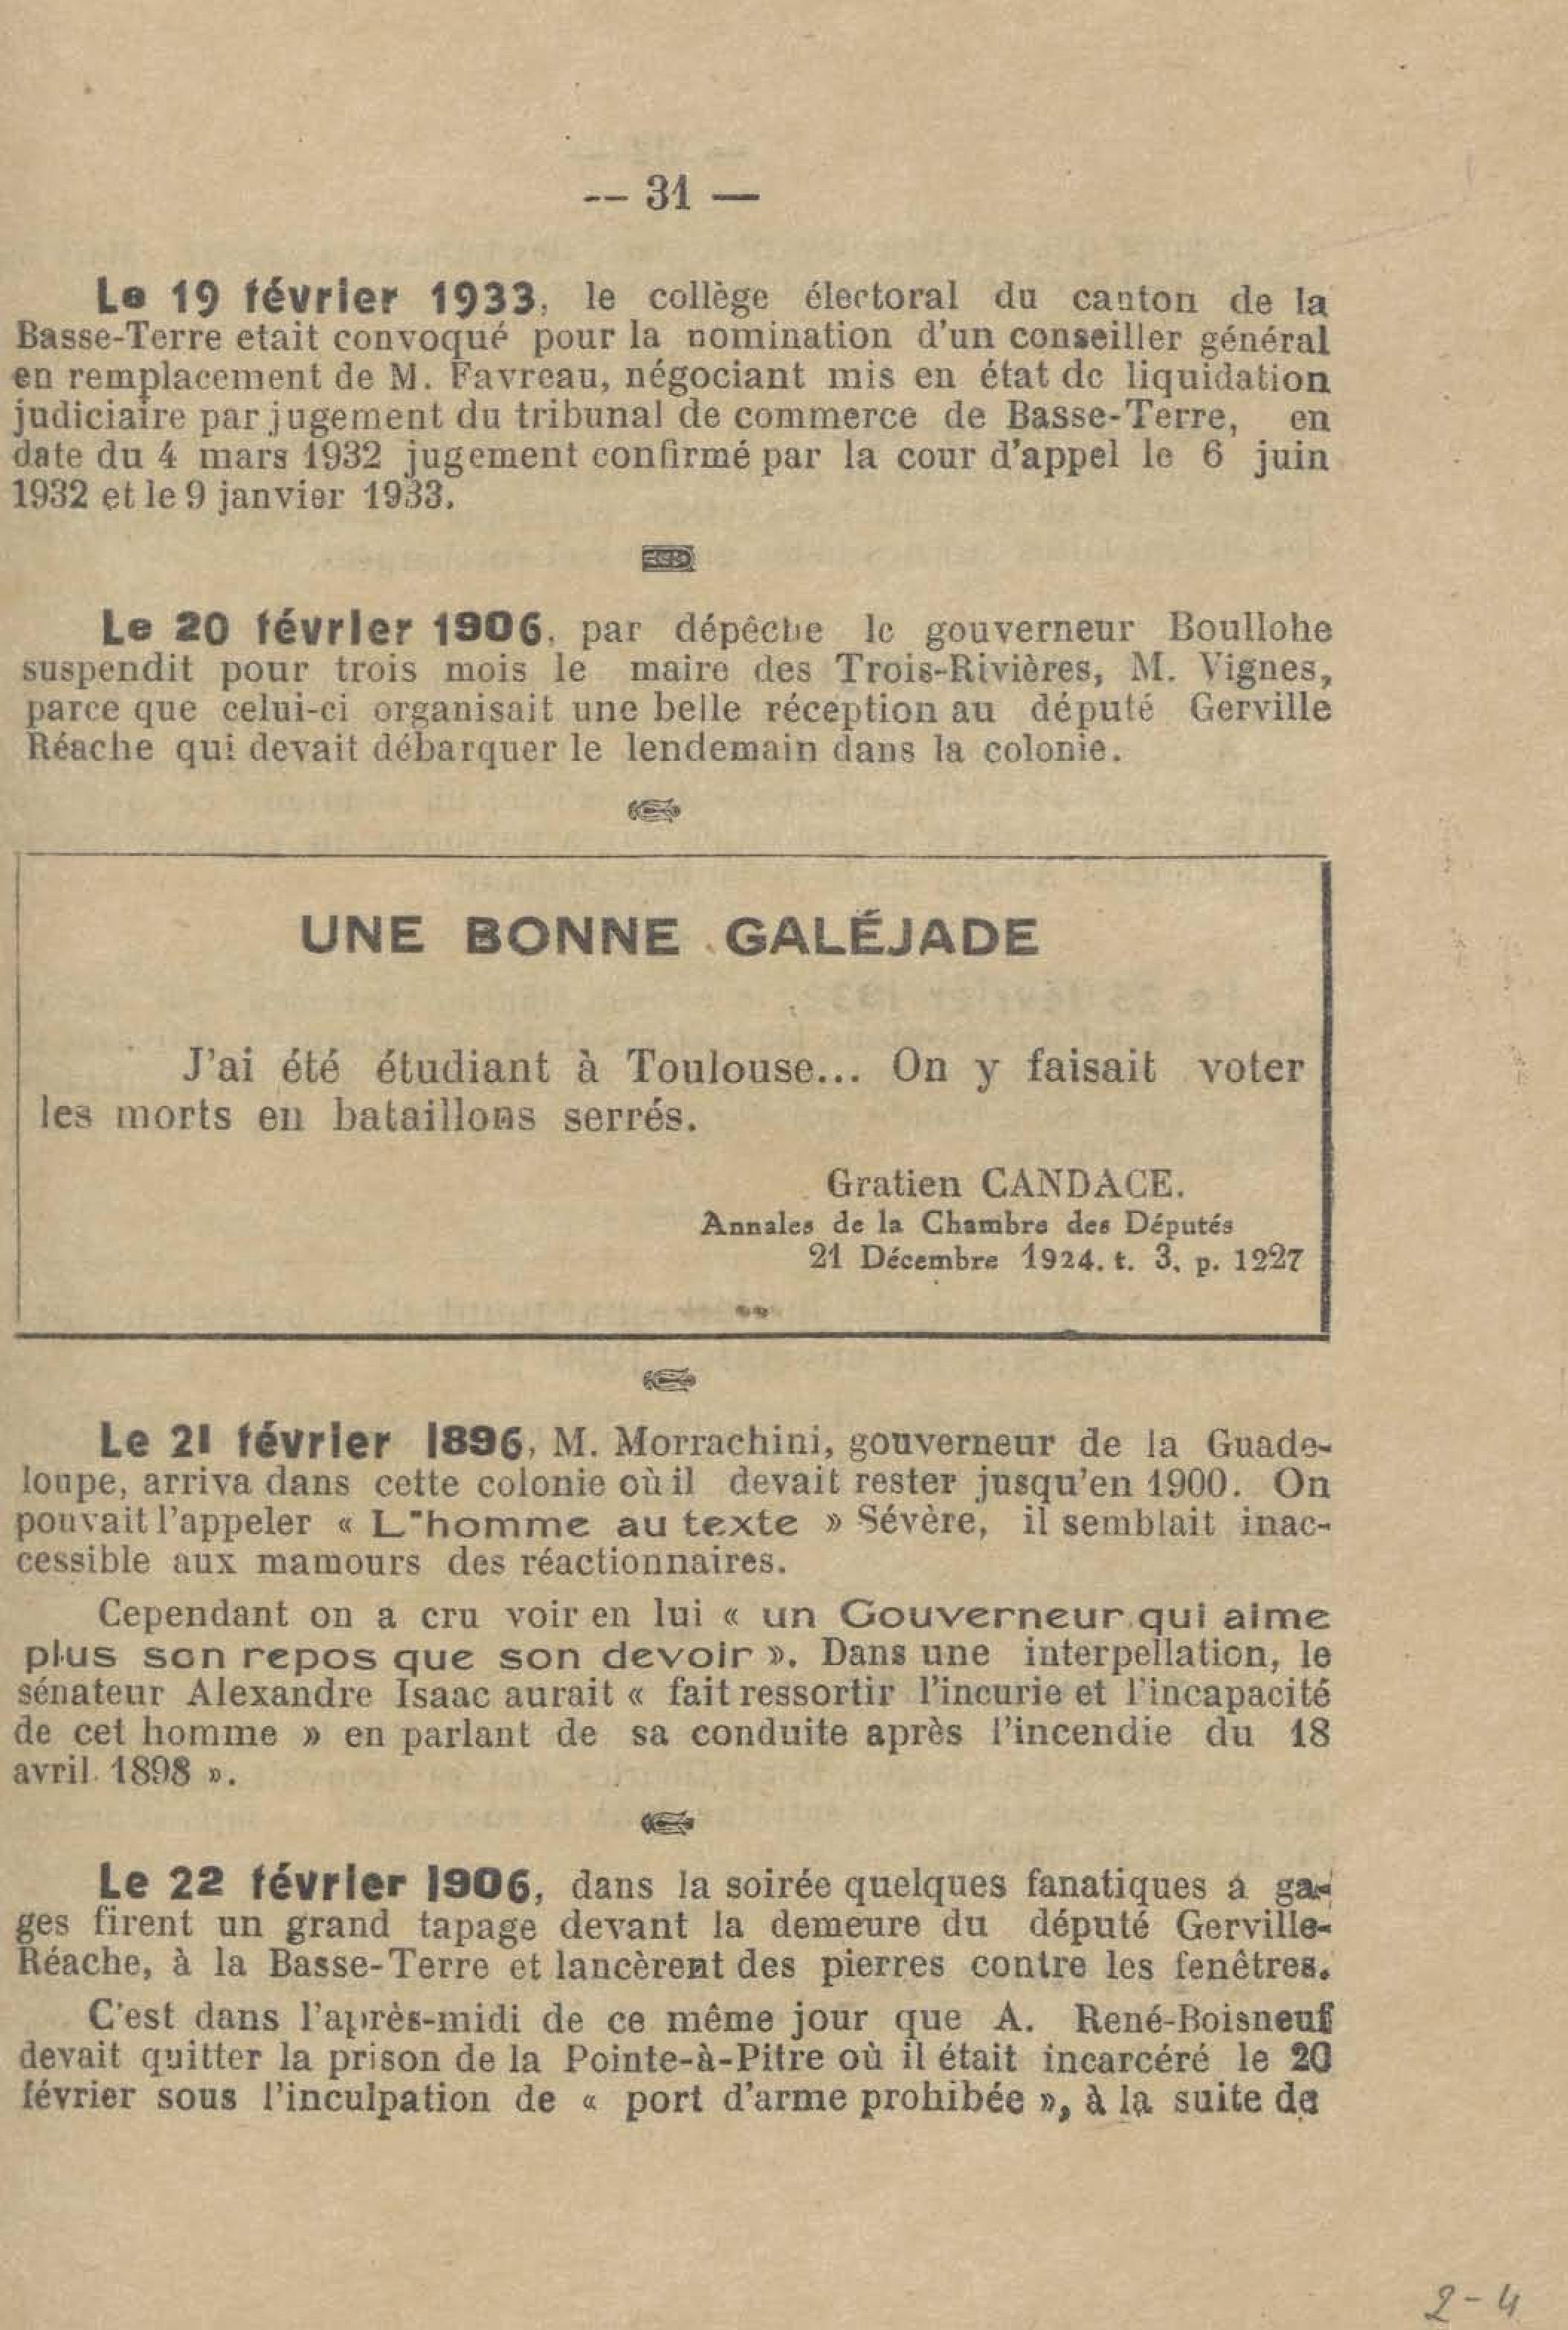 -- 31 —
Le 19 février 1933, le collège électoral du canton de la
Basse-Terre etait convoqué pour la nomination d'un conseiller général
en remplacement de M. Favreau, négociant mis en état de liquidation
judiciaire par jugement du tribunal de commerce de Basse-Terre, en
date du 4 mars 1932 jugement confirmé par la cour d'appel le 6 juin
1932 et le 9 janvier 1933.
Le 20 février 1906, par dépêche le gouverneur Boullohe
suspendit pour trois mois le maire des Trois-Rivières, M. Vignes,
parce que celui-ci organisait une belle réception au député Gerville
Réache qui devait débarquer le lendemain dans la colonie.
UNE BONNE GALÉJADE
J'ai été étudiant à Toulouse... On y faisait voter
les morts en bataillons serrés.
Gratien CANDACE.
Annales de la Chambre des Députés
21 Décembre 1924. t. 3. p. 1227
Le 21 février 1896, M. Morrachini, gouverneur de la Guade-
loupe, arriva dans cette colonie où il devait rester jusqu'en 1900. On
pouvait l'appeler « L"homme au texte » Sévère, il semblait inac-
cessible aux mamours des réactionnaires.
Cependant on a cru voir en lui « un Gouverneur qui aime
plus son repos que son devoir ». Dans une interpellation, le
sénateur Alexandre Isaac aurait « fait ressortir l'incurie et l'incapacité
de cet homme » en parlant de sa conduite après l'incendie du 18
avril 1898 ».
Le 22 février 1906, dans la soirée quelques fanatiques à ga-
ges firent un grand tapage devant la demeure du député Gerville-
Réache, à la Basse-Terre et lancèrent des pierres contre les fenêtres.
C'est dans l'après-midi de ce même jour que A. René-Boisneuf
devait quitter la prison de la Pointe-à-Pitre où il était incarcéré le 20
février sous l'inculpation de « port d'arme prohibée », à la suite de
2-4